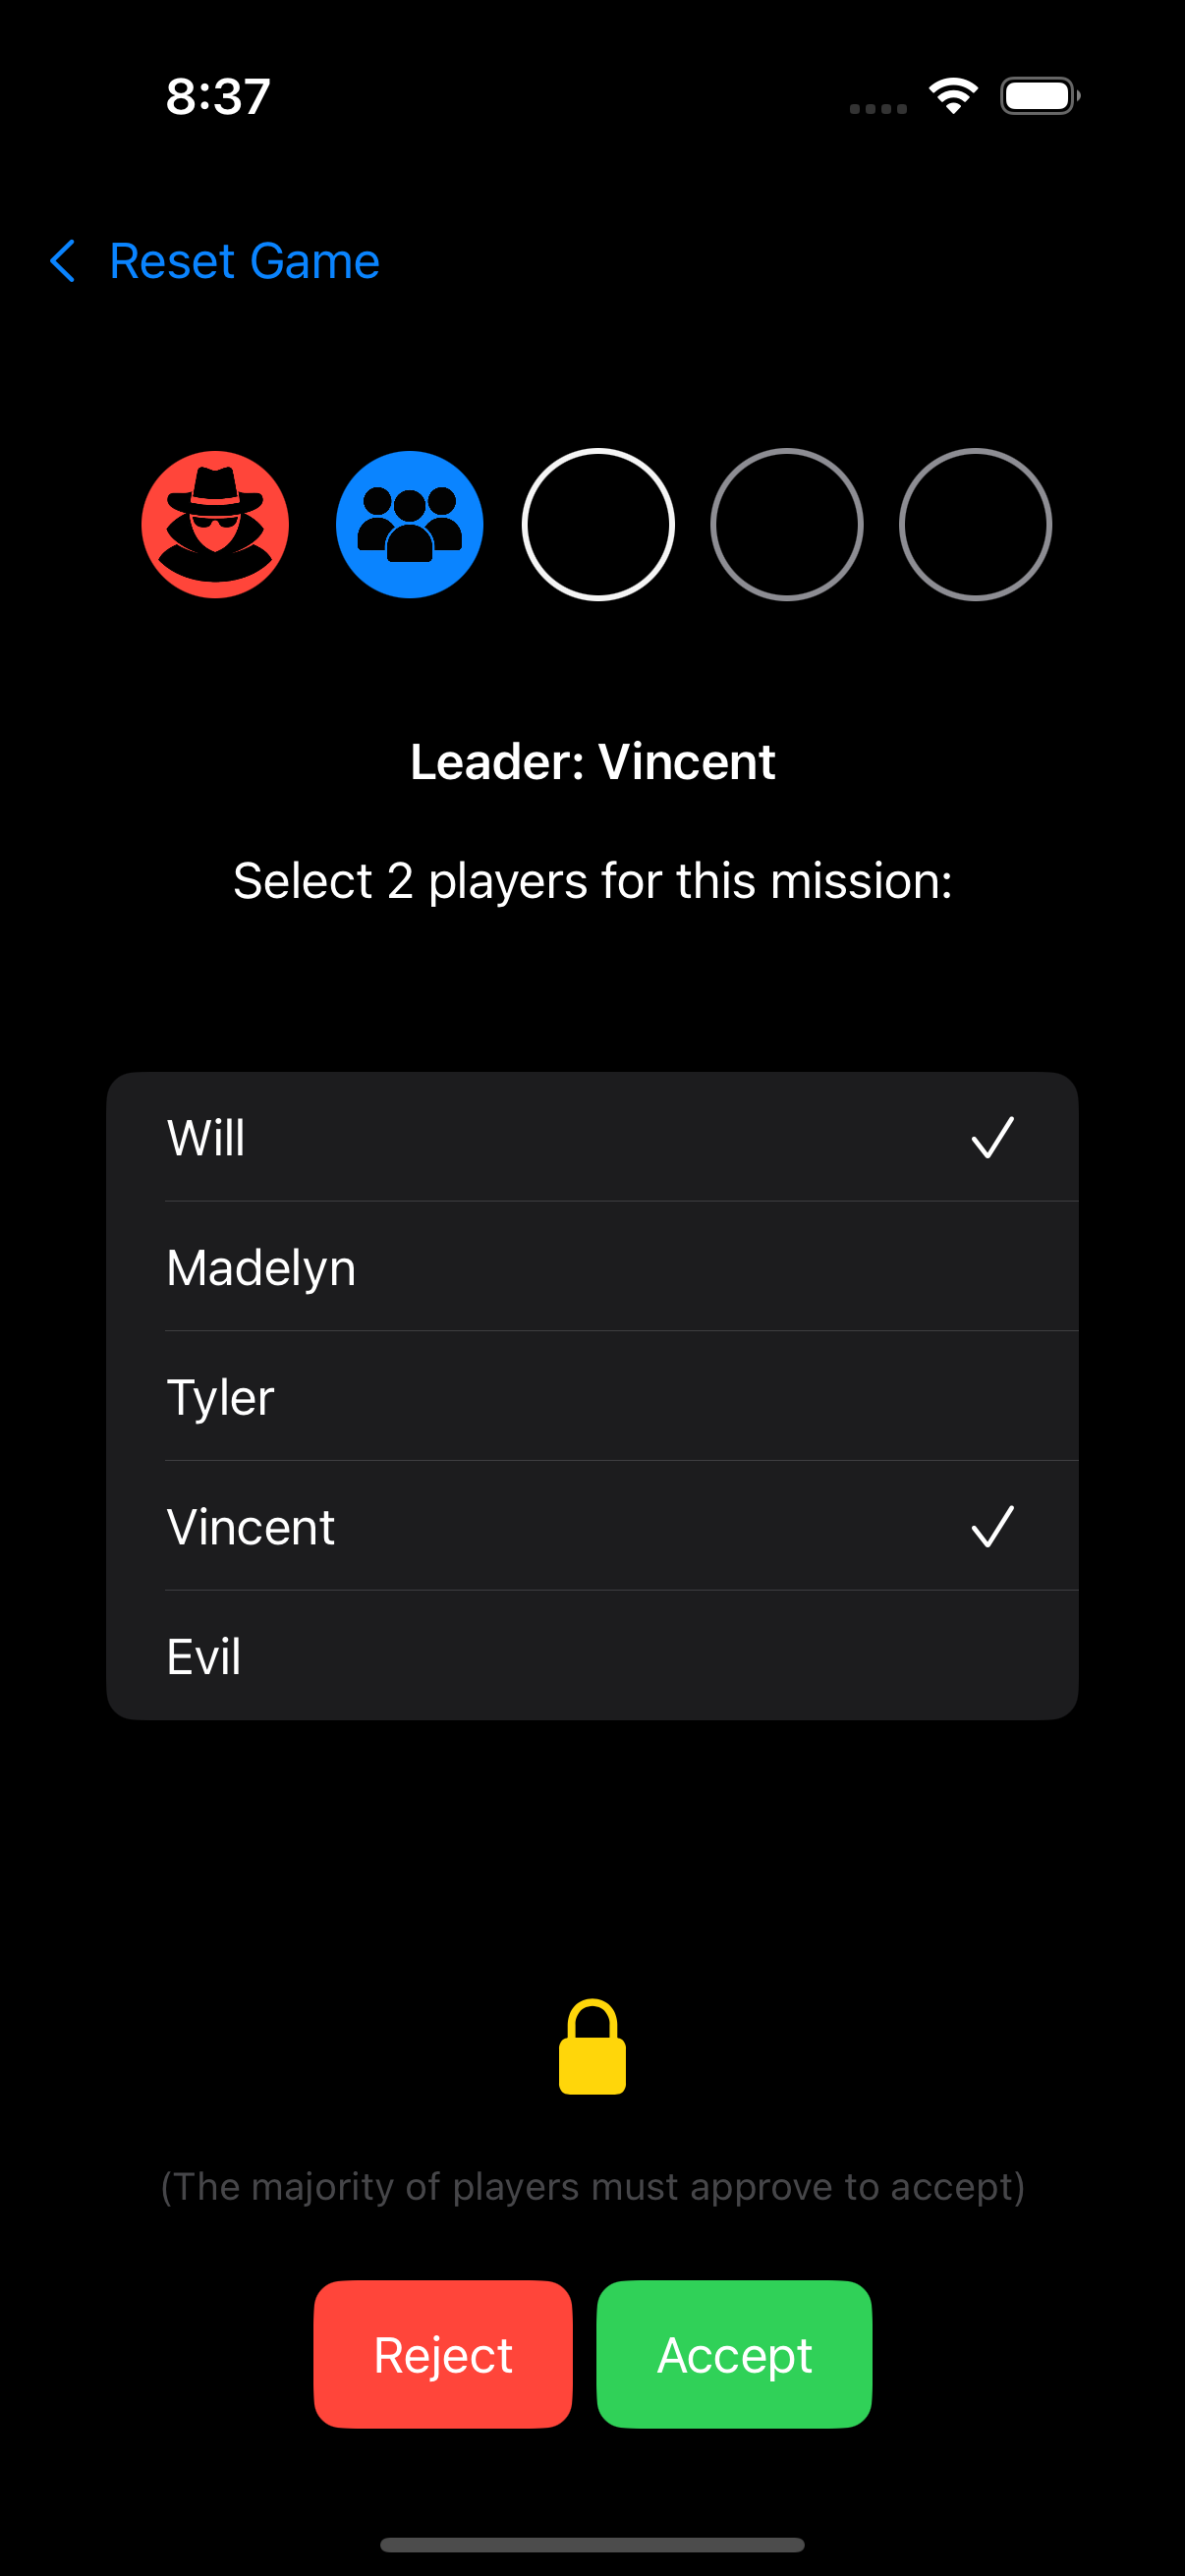 8:37
Reset Game
Leader: Vincent
Select 2 players for this mission:
Will
Madelyn
Tyler
Vincent
Evil
(The majority of players must approve to accept)
Reject
Accept